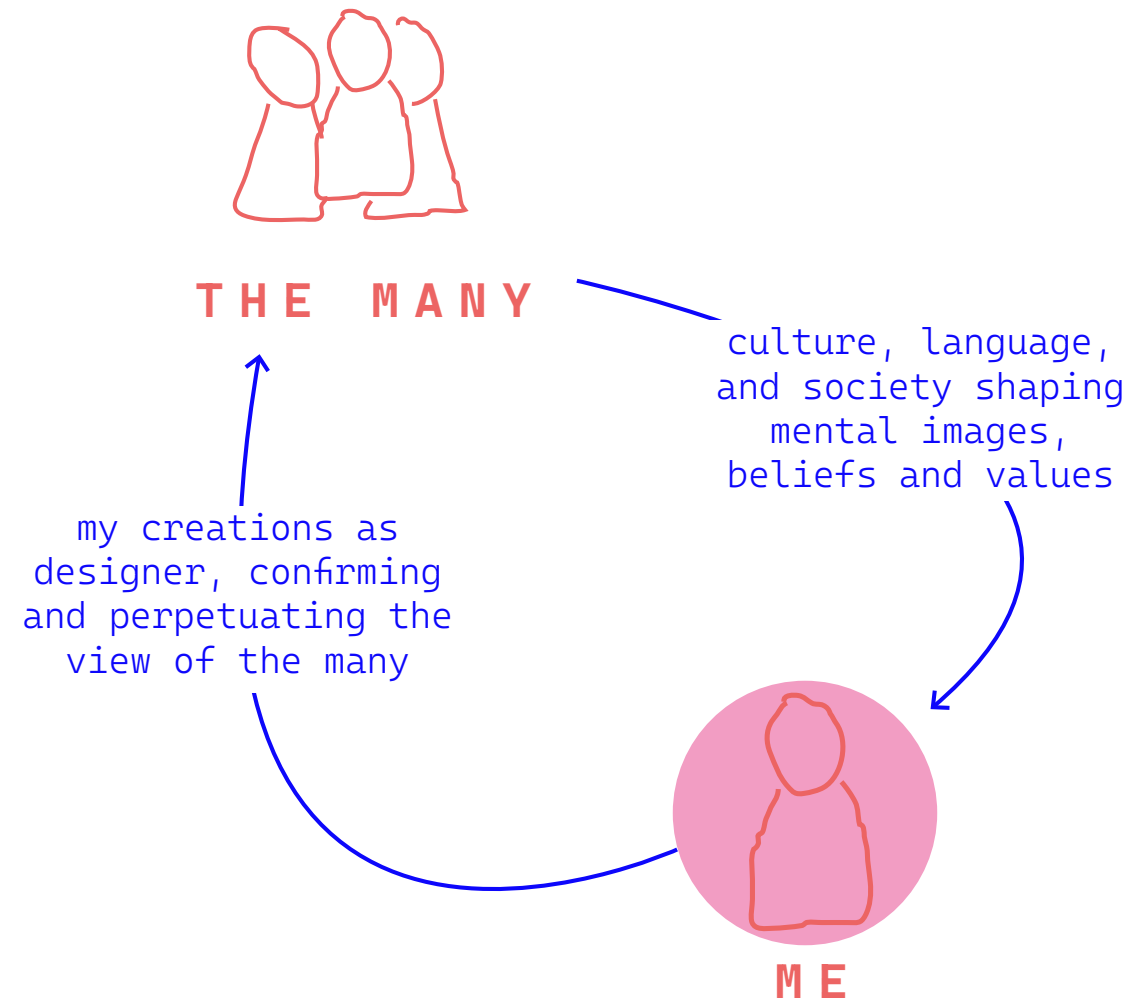 THE MANY
culture, language,
and society shaping
mental images,
beliefs and values
my creations as
designer, confirming
and perpetuating the
view of the many
ME